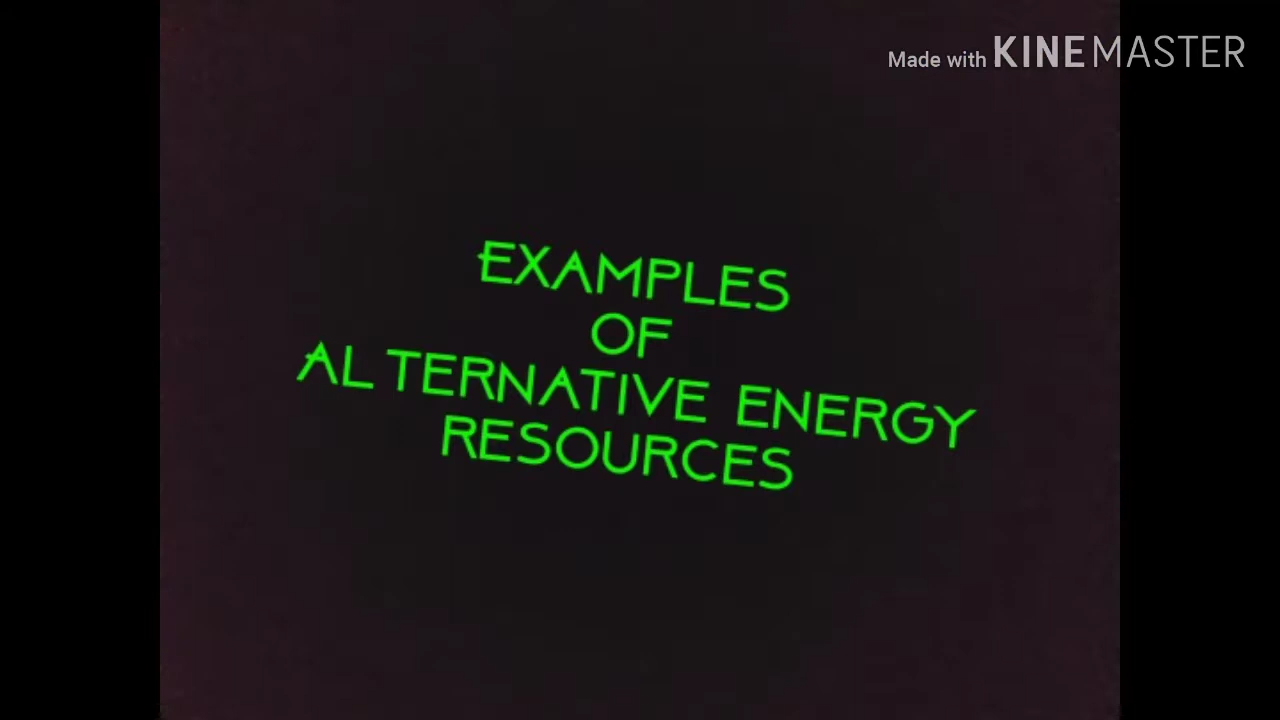 Made with KINEMASTER
EXAMPLES
OF
ALTERNATIVE ENERGY
RESOURCES